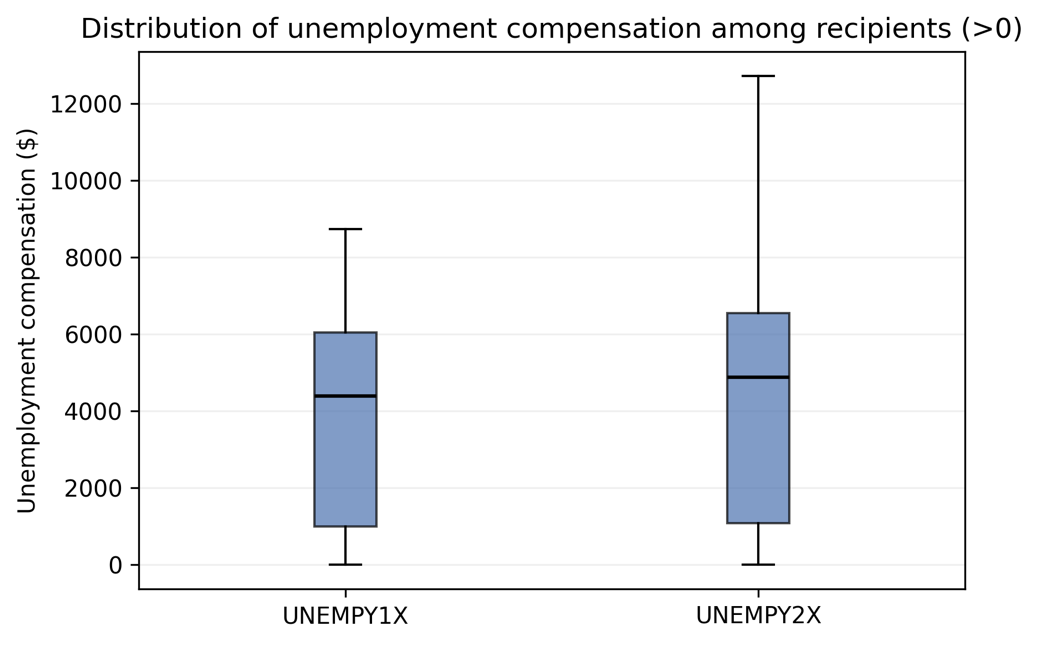 Distribution of unemployment compensation among recipients (>0)
Unemployment compensation ($)
12000
10000
8000
6000
4000
2000
0
UNEMPY1X
UNEMPY2X